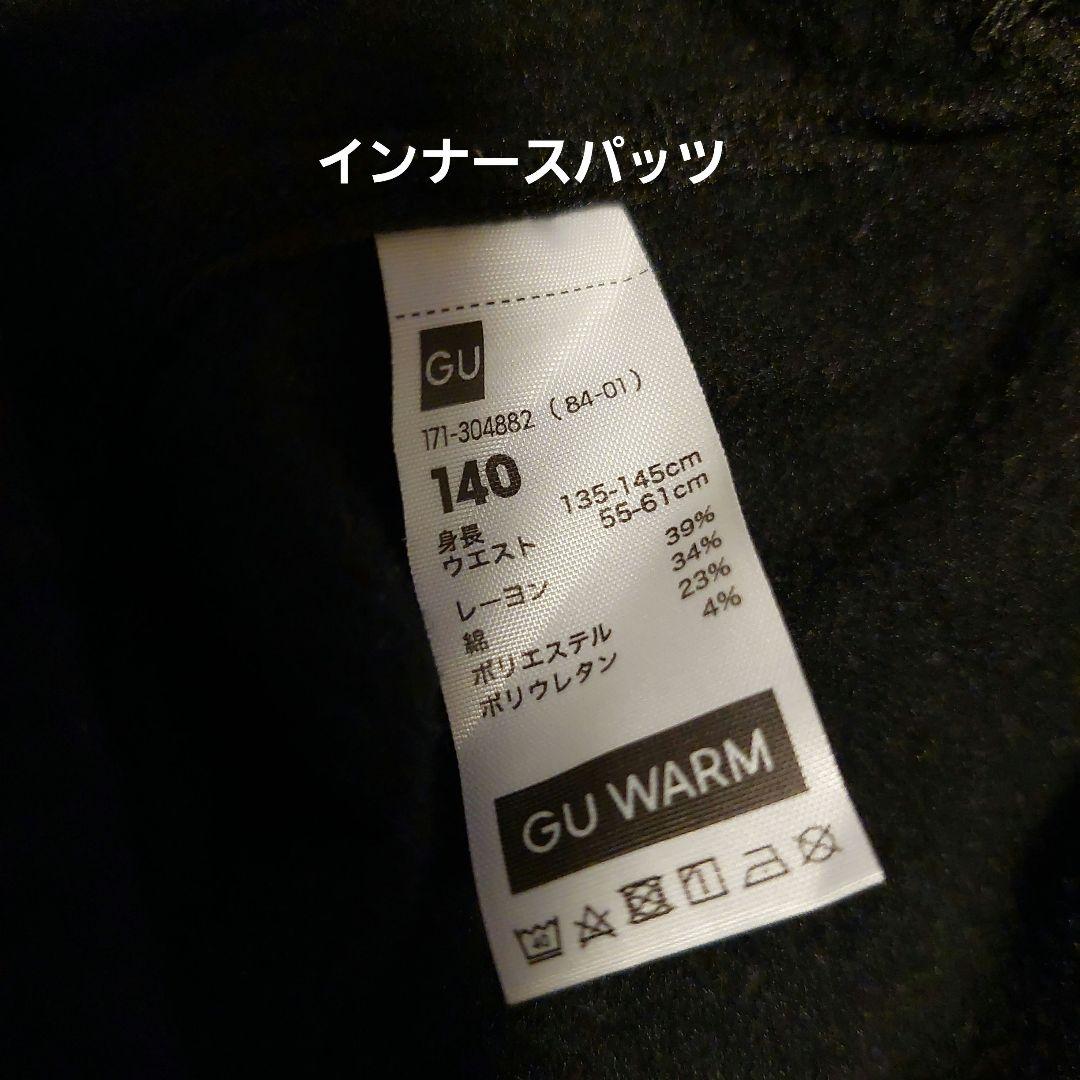 インナースパッツ
GU
171-304882 (84-01)
140
身長 135-145cm
ウエスト 55-61cm
レーヨン 39%
綿 34%
ポリエステル 23%
ポリウレタン 4%
GU WARM
40